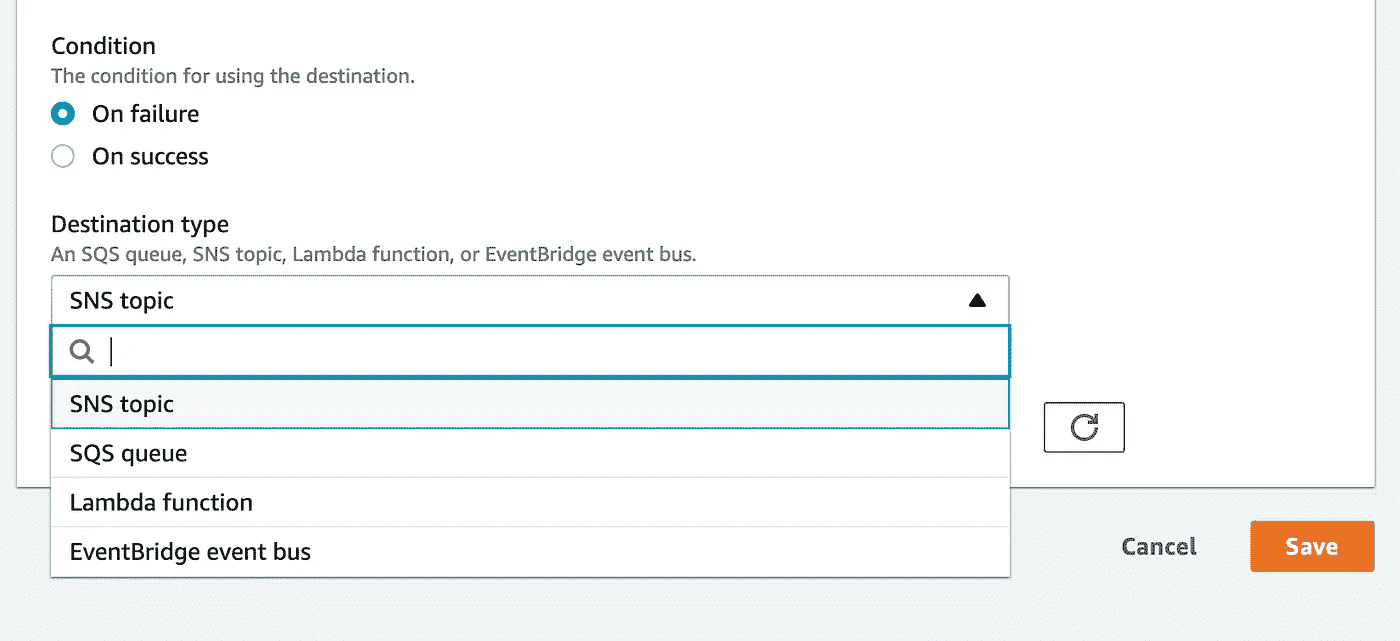 Condition
The condition for using the destination.
On failure
On success
Destination type
An SQS queue, SNS topic, Lambda function, or EventBridge event bus.
SNS topic
SNS topic
SQS queue
Lambda function
EventBridge event bus
Cancel
Save